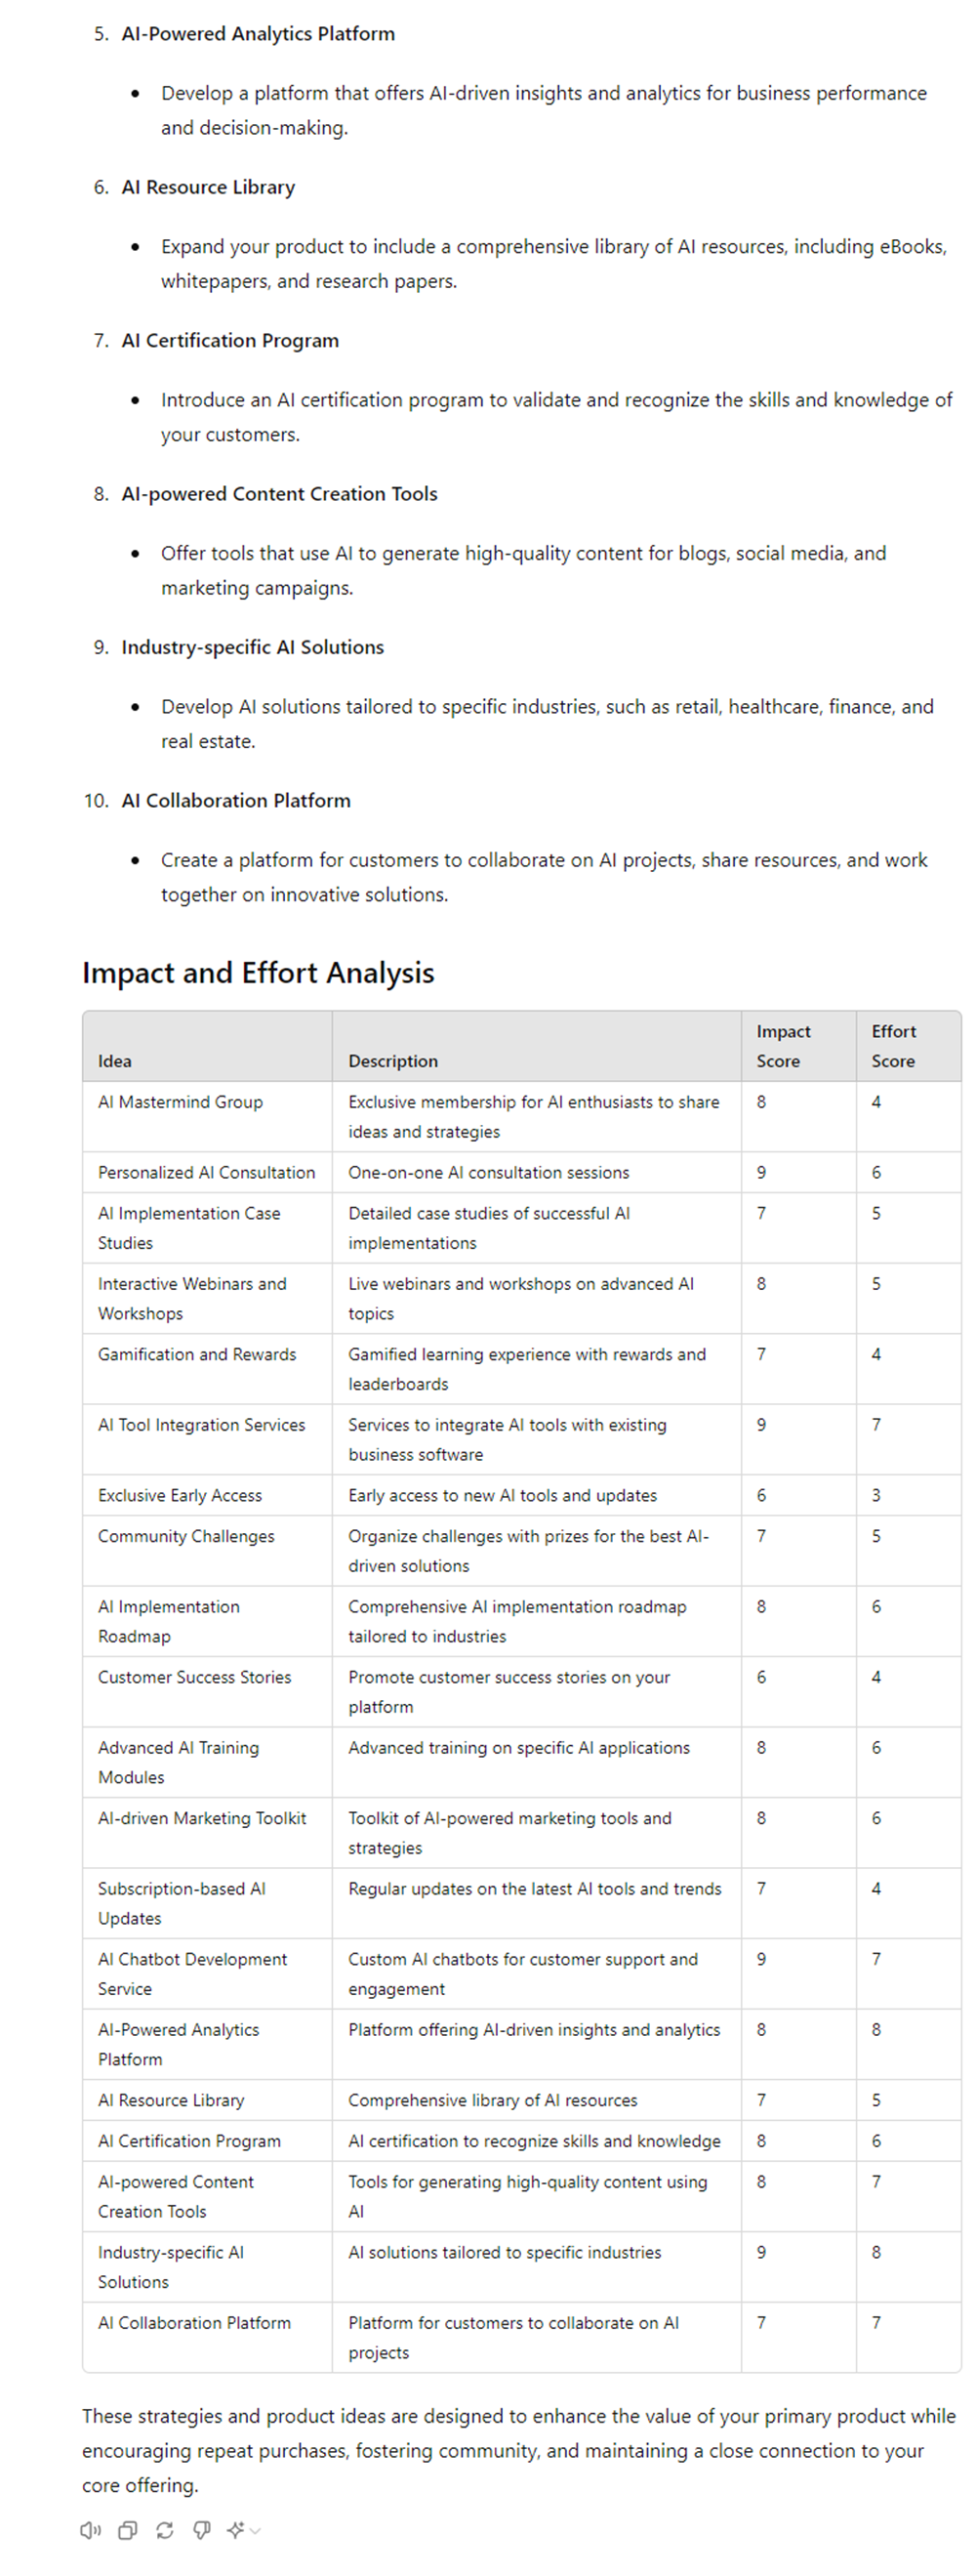 5. AI-Powered Analytics Platform
• Develop a platform that offers AI-driven insights and analytics for business performance
and decision-making.
6. AI Resource Library
• Expand your product to include a comprehensive library of AI resources, including eBooks,
whitepapers, and research papers.
7. AI Certification Program
• Introduce an AI certification program to validate and recognize the skills and knowledge of
your customers.
8. AI-powered Content Creation Tools
• Offer tools that use AI to generate high-quality content for blogs, social media, and
marketing campaigns.
9. Industry-specific AI Solutions
• Develop AI solutions tailored to specific industries, such as retail, healthcare, finance, and
real estate.
10. AI Collaboration Platform
• Create a platform for customers to collaborate on AI projects, share resources, and work
together on innovative solutions.
Impact and Effort Analysis
Impact Effort
Idea Description Score Score
AI Mastermind Group Exclusive membership for AI enthusiasts to share 8 4
ideas and strategies
Personalized AI Consultation One-on-one AI consultation sessions 9 6
AI Implementation Case Detailed case studies of successful AI 7 5
Studies implementations
Interactive Webinars and Live webinars and workshops on advanced AI 8 5
Workshops topics
Gamification and Rewards Gamified learning experience with rewards and 7 4
leaderboards
AI Tool Integration Services Services to integrate AI tools with existing 9 7
business software
Exclusive Early Access Early access to new AI tools and updates 6 3
Community Challenges Organize challenges with prizes for the best AI- 7 5
driven solutions
AI Implementation Comprehensive AI implementation roadmap 8 6
Roadmap tailored to industries
Customer Success Stories Promote customer success stories on your 6 4
platform
Advanced AI Training Advanced training on specific AI applications 8 6
Modules
AI-driven Marketing Toolkit Toolkit of AI-powered marketing tools and 8 6
strategies
Subscription-based AI Regular updates on the latest AI tools and trends 7 4
Updates
AI Chatbot Development Custom AI chatbots for customer support and 9 7
Service engagement
AI-Powered Analytics Platform offering AI-driven insights and analytics 8 8
Platform
AI Resource Library Comprehensive library of AI resources 7 5
AI Certification Program AI certification to recognize skills and knowledge 8 6
AI-powered Content Tools for generating high-quality content using 8 7
Creation Tools AI
Industry-specific AI AI solutions tailored to specific industries 9 8
Solutions
AI Collaboration Platform Platform for customers to collaborate on AI 7 7
projects
These strategies and product ideas are designed to enhance the value of your primary product while
encouraging repeat purchases, fostering community, and maintaining a close connection to your
core offering.